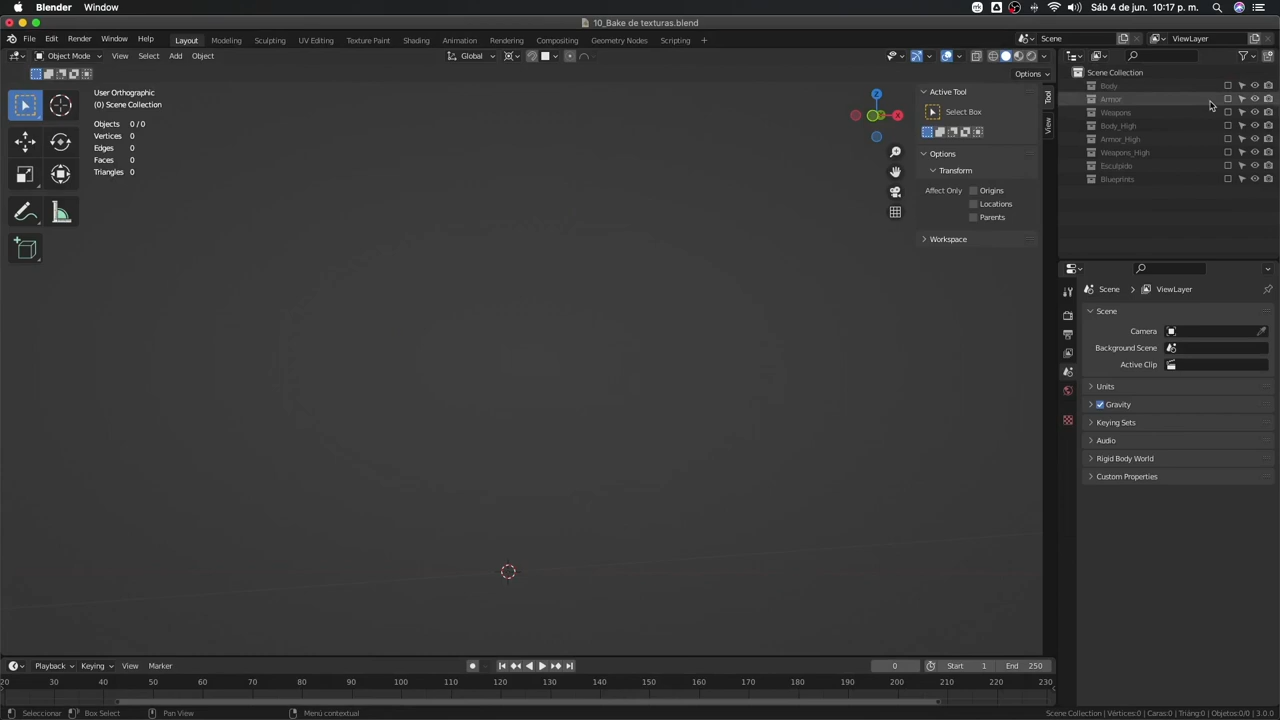 Blender Window Sáb 4 de jun. 10:17 p. m.
10_Bake de texturas.blend
File Edit Render Window Help Layout Modeling Sculpting UV Editing Texture Paint Shading Animation Rendering Compositing Geometry Nodes Scripting + Scene ViewLayer
Object Mode View Select Add Object Global
Options
User Orthographic
(0) Scene Collection
Objects 0 / 0
Vertices 0
Edges 0
Faces 0
Triangles 0
Z
X
Active Tool
Select Box
Options
Transform
Affect Only Origins
Locations
Parents
Workspace
Tool
View
Scene Collection
Body
Armor
Weapons
Body_High
Armor_High
Weapons_High
Esculpido
Blueprints
Scene ViewLayer
Scene
Camera
Background Scene
Active Clip
Units
Gravity
Keying Sets
Audio
Rigid Body World
Custom Properties
Playback Keying View Marker 0 Start 1 End 250
20 30 40 50 60 70 80 90 100 110 120 130 140 150 160 170 180 190 200 210 220 230
Seleccionar Box Select Pan View Menú contextual Scene Collection | Vértices:0 | Caras:0 | Triáng:0 | Objetos:0/0 | 3.0.0